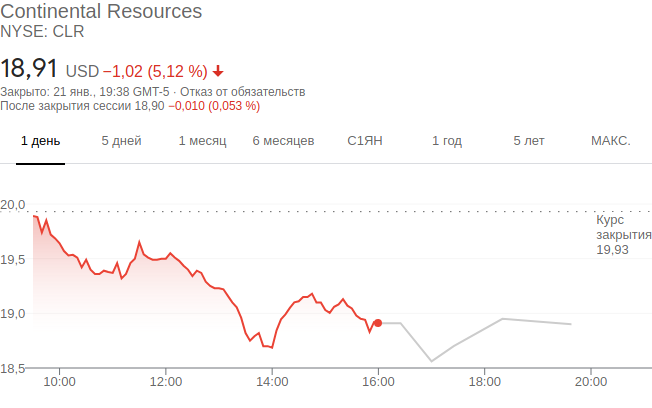 Continental Resources
NYSE: CLR
18,91 USD −1,02 (5,12 %)
Закрыто: 21 янв., 19:38 GMT-5 · Отказ от обязательств
После закрытия сессии 18,90 −0,010 (0,053 %)
1 день 5 дней 1 месяц 6 месяцев С1ЯН 1 год 5 лет МАКС.
20,0
Курс
закрытия
19,93
19,5
19,0
18,5
10:00 12:00 14:00 16:00 18:00 20:00